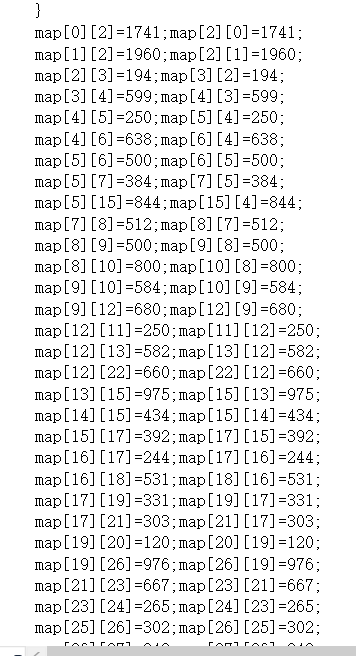 }
map[0][2]=1741;map[2][0]=1741;
map[1][2]=1960;map[2][1]=1960;
map[2][3]=194;map[3][2]=194;
map[3][4]=599;map[4][3]=599;
map[4][5]=250;map[5][4]=250;
map[4][6]=638;map[6][4]=638;
map[5][6]=500;map[6][5]=500;
map[5][7]=384;map[7][5]=384;
map[5][15]=844;map[15][4]=844;
map[7][8]=512;map[8][7]=512;
map[8][9]=500;map[9][8]=500;
map[8][10]=800;map[10][8]=800;
map[9][10]=584;map[10][9]=584;
map[9][12]=680;map[12][9]=680;
map[12][11]=250;map[11][12]=250;
map[12][13]=582;map[13][12]=582;
map[12][22]=660;map[22][12]=660;
map[13][15]=975;map[15][13]=975;
map[14][15]=434;map[15][14]=434;
map[15][17]=392;map[17][15]=392;
map[16][17]=244;map[17][16]=244;
map[16][18]=531;map[18][16]=531;
map[17][19]=331;map[19][17]=331;
map[17][21]=303;map[21][17]=303;
map[19][20]=120;map[20][19]=120;
map[19][26]=976;map[26][19]=976;
map[21][23]=667;map[23][21]=667;
map[23][24]=265;map[24][23]=265;
map[25][26]=302;map[26][25]=302;